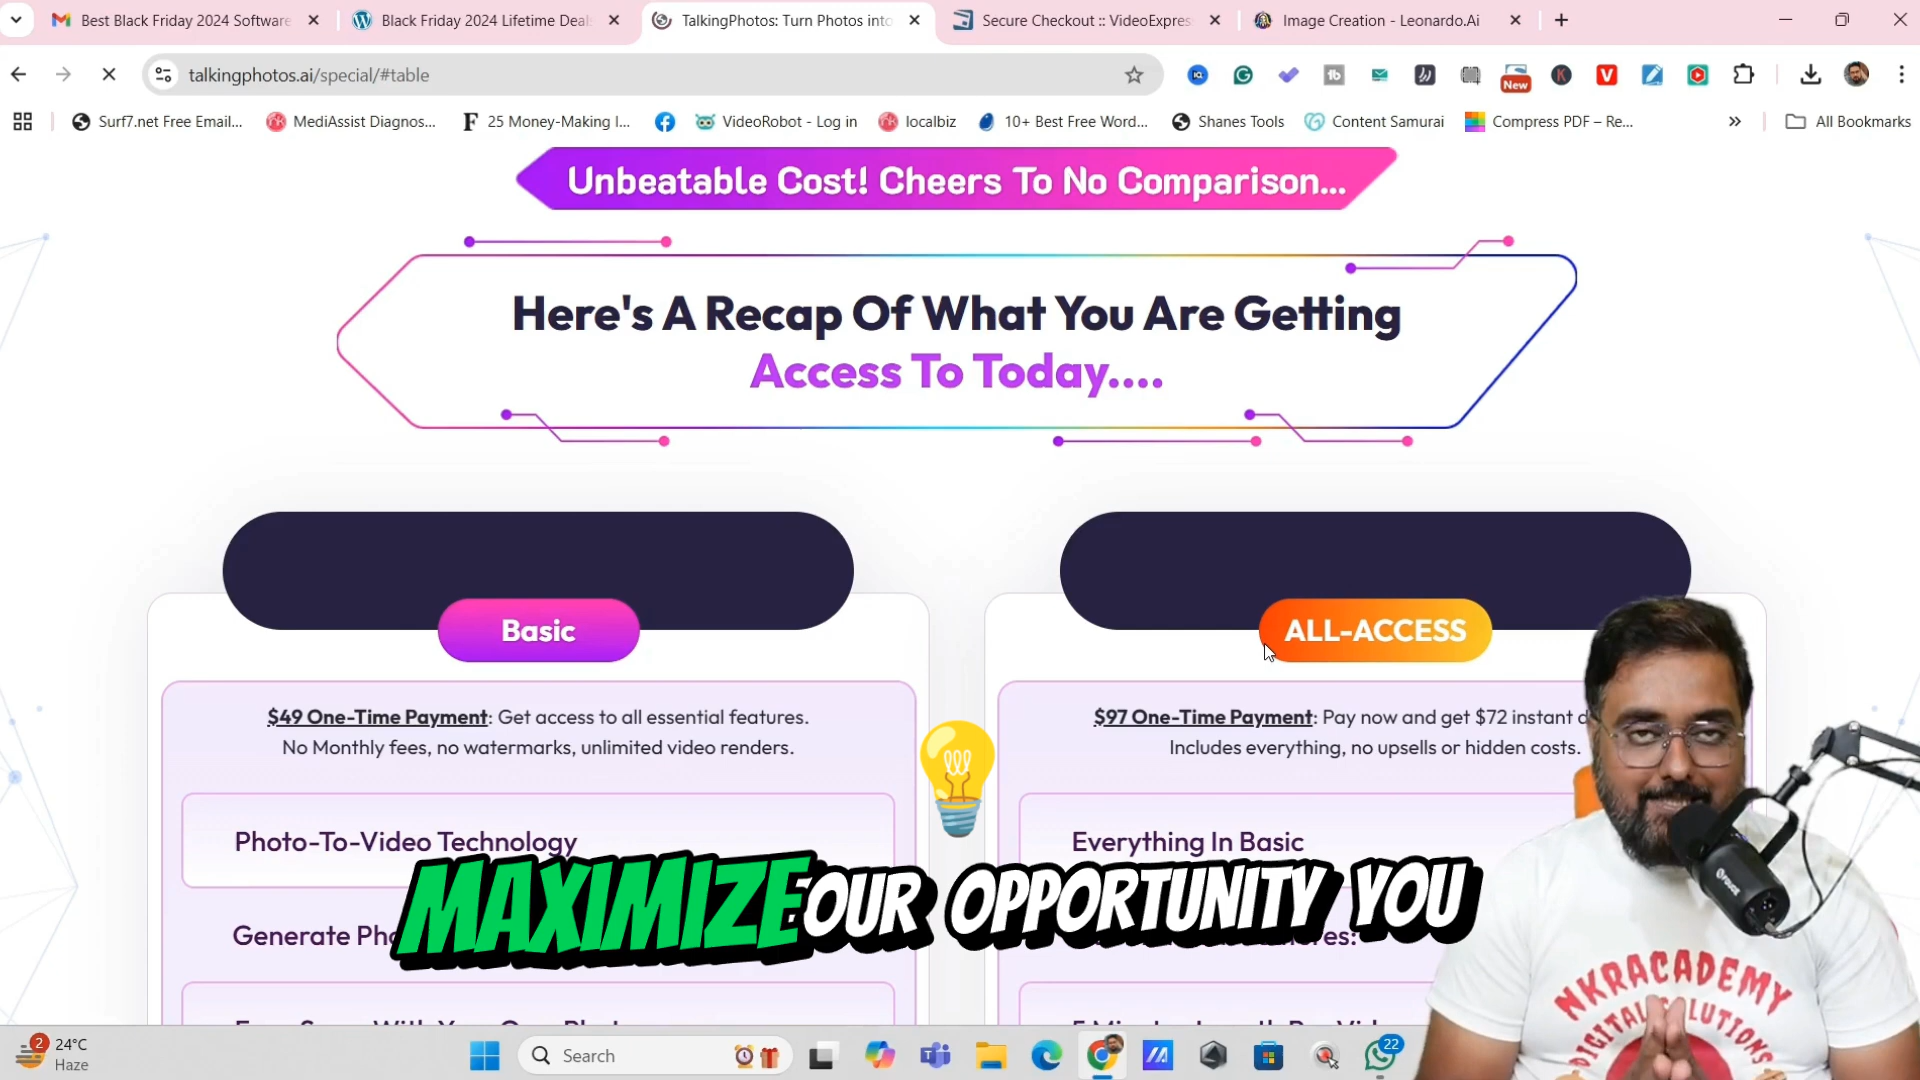 Best Black Friday 2024 Software
Black Friday 2024 Lifetime Deals
TalkingPhotos: Turn Photos into
Secure Checkout :: VideoExpres
Image Creation - Leonardo.Ai
talkingphotos.ai/special/#table
New
Surf7.net Free Email...
MediAssist Diagnos...
25 Money-Making I...
VideoRobot - Log in
localbiz
10+ Best Free Word...
Shanes Tools
Content Samurai
Compress PDF – Re...
All Bookmarks
Unbeatable Cost! Cheers To No Comparison...
Here's A Recap Of What You Are Getting
Access To Today....
Basic
$49 One-Time Payment: Get access to all essential features.
No Monthly fees, no watermarks, unlimited video renders.
Photo-To-Video Technology
Generate
ALL-ACCESS
$97 One-Time Payment: Pay now and get $72 instant
Includes everything, no upsells or hidden costs.
Everything In Basic
MAXIMIZE OUR OPPORTUNITY YOU
NKRACADEMY
DIGITAL SOLUTIONS
2
24°C
Haze
Search
22